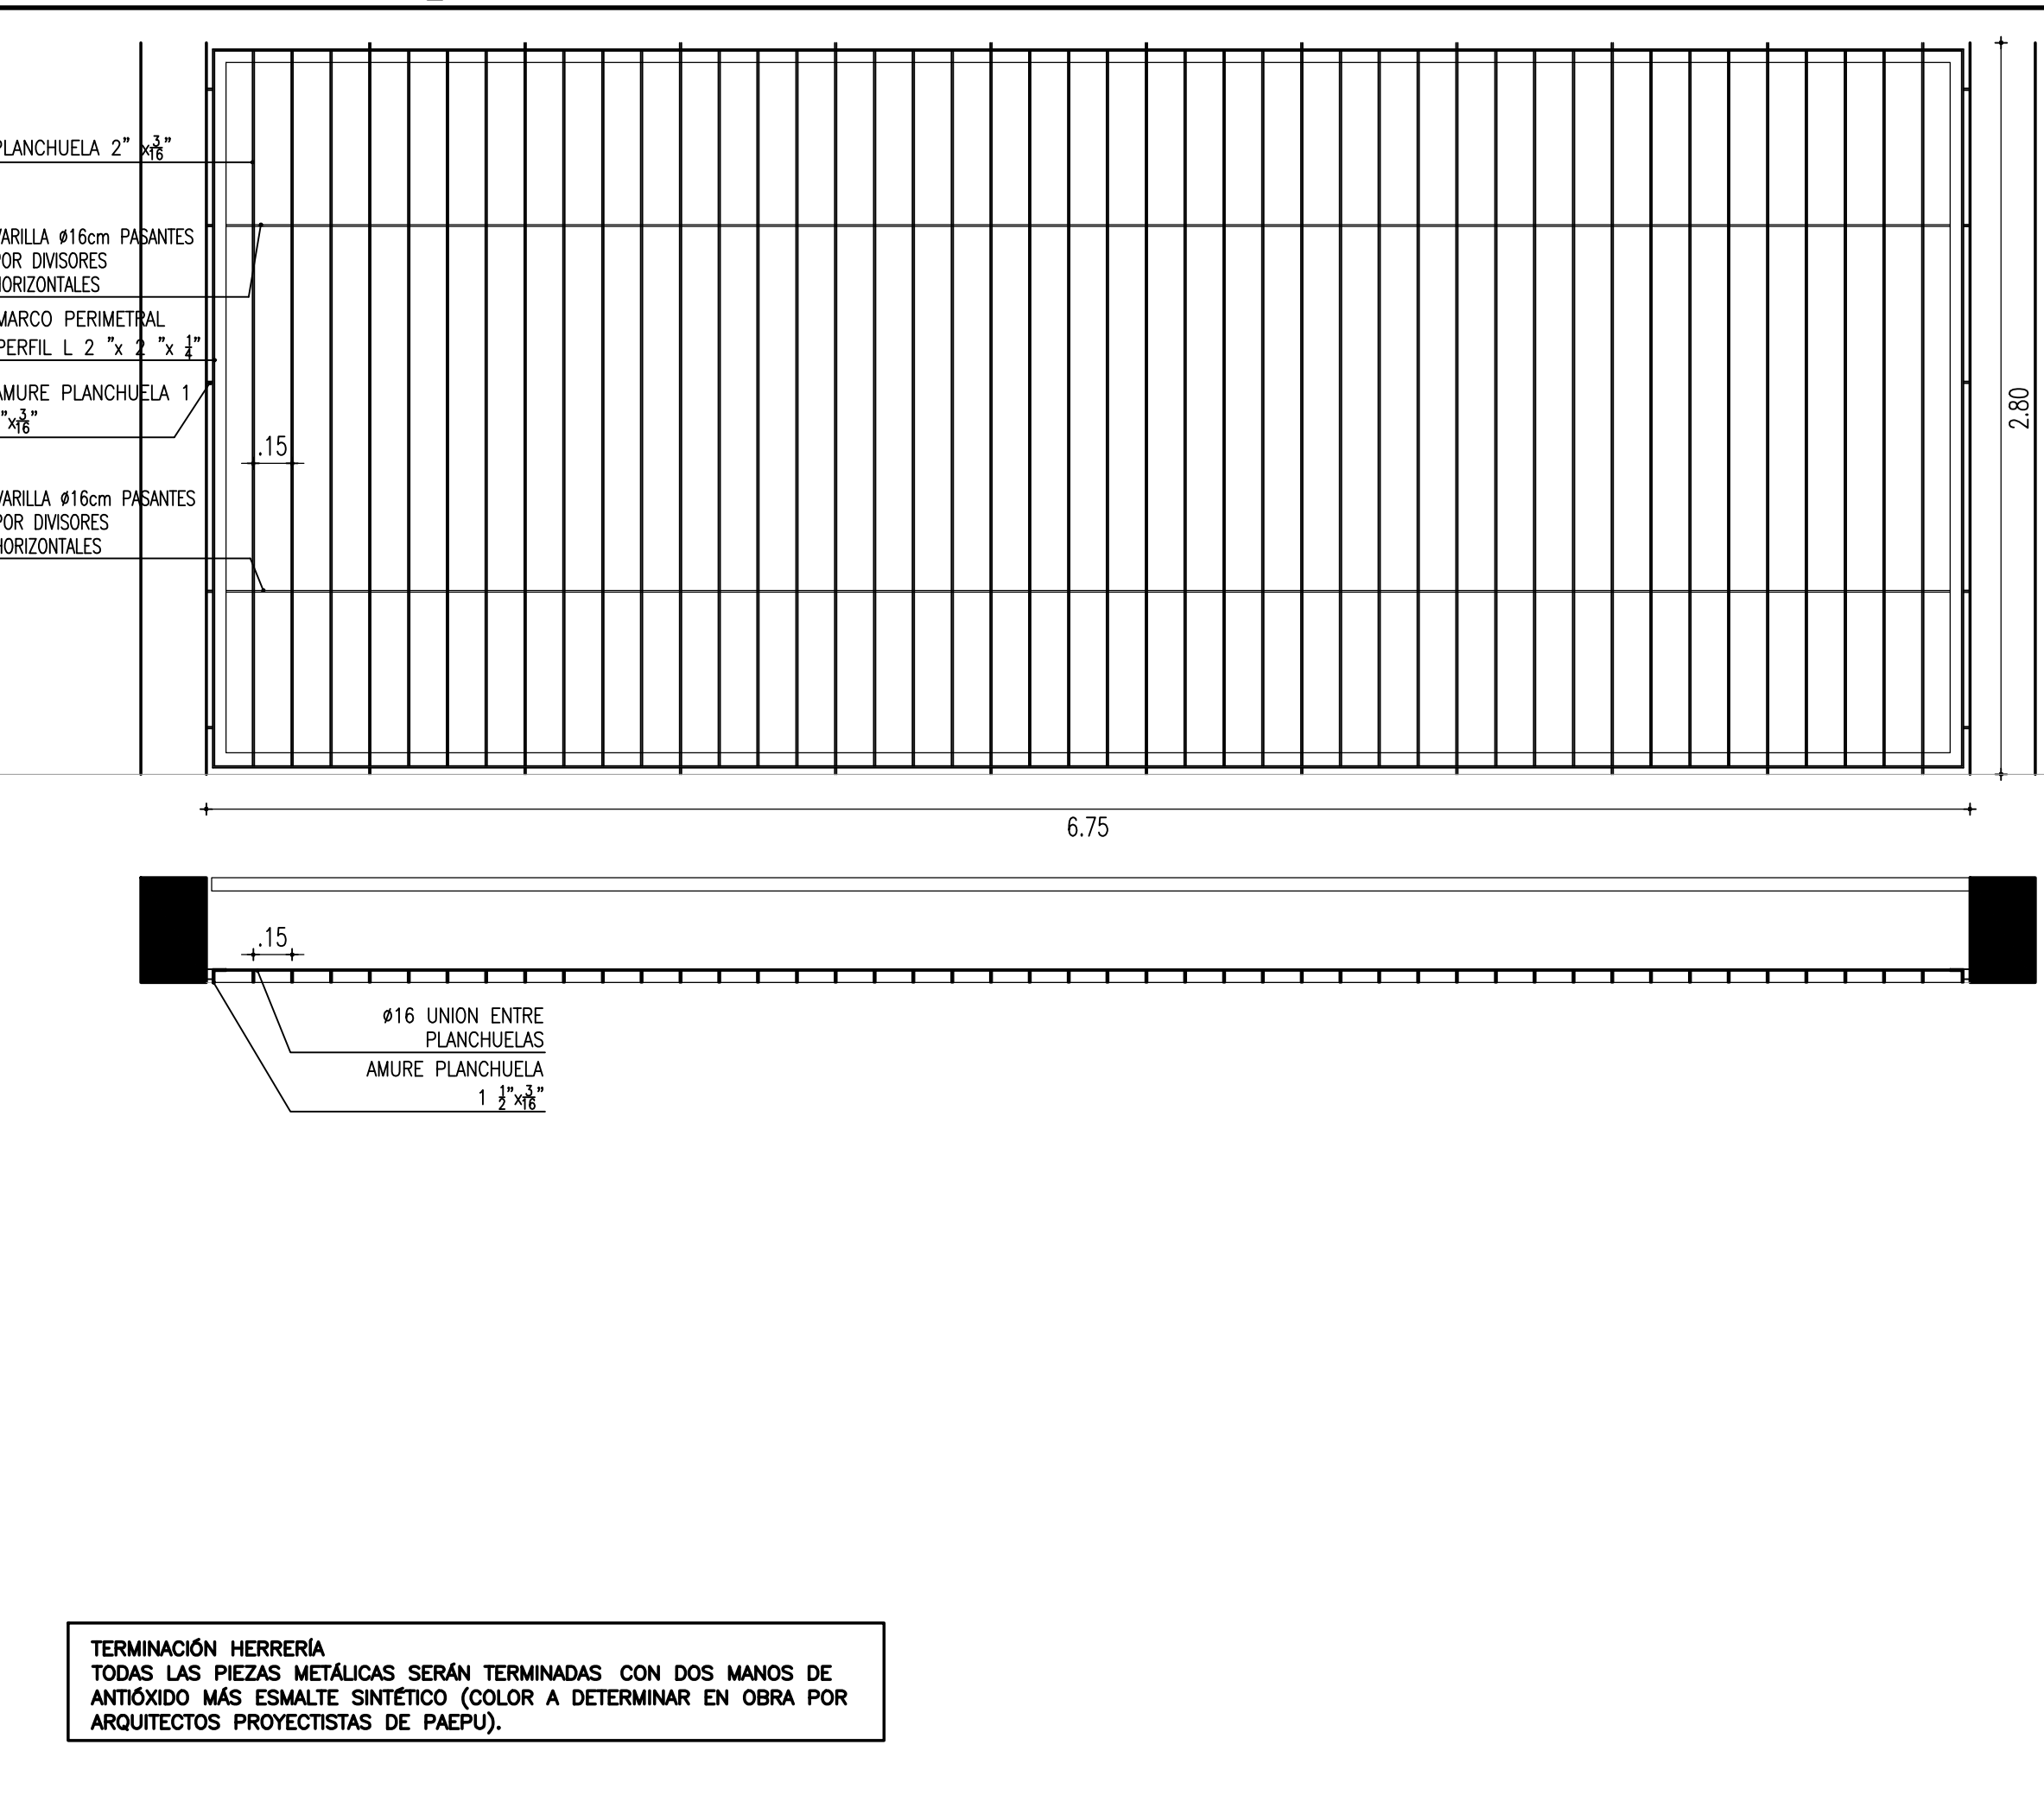 PLANCHUELA 2" x3/16"
VARILLA ø16cm PASANTES
POR DIVISORES
HORIZONTALES
MARCO PERIMETRAL
PERFIL L 2 "x 2 "x 1/4"
AMURE PLANCHUELA 1
"x3/16"
.15
VARILLA ø16cm PASANTES
POR DIVISORES
HORIZONTALES
2.80
6.75
.15
ø16 UNION ENTRE
PLANCHUELAS
AMURE PLANCHUELA
1 1/2"x3/16"
TERMINACIÓN HERRERÍA
TODAS LAS PIEZAS METÁLICAS SERÁN TERMINADAS CON DOS MANOS DE
ANTIÓXIDO MÁS ESMALTE SINTÉTICO (COLOR A DETERMINAR EN OBRA POR
ARQUITECTOS PROYECTISTAS DE PAEPU).